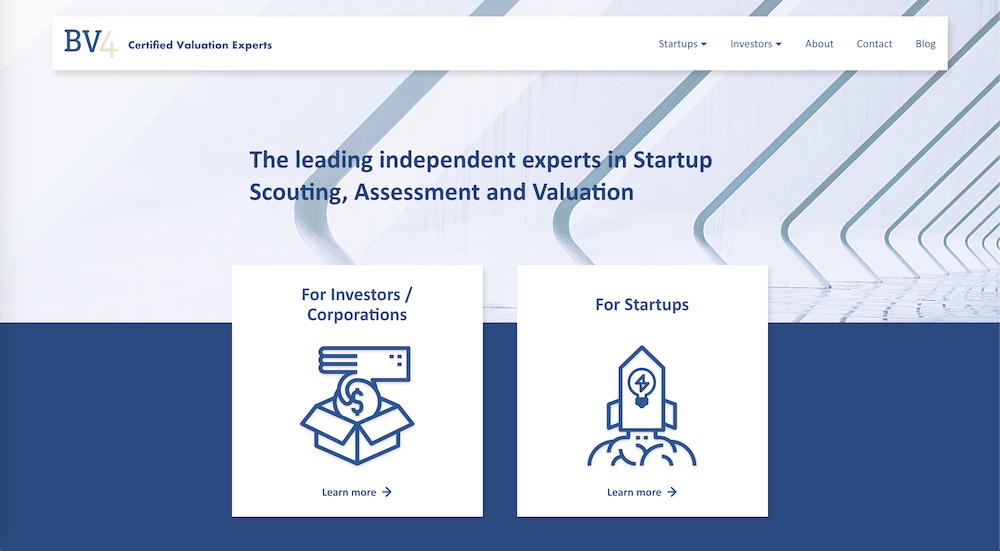 BV4 Certified Valuation Experts
Startups Investors About Contact Blog
The leading independent experts in Startup
Scouting, Assessment and Valuation
For Investors /
Corporations
$
Learn more →
For Startups
Learn more →